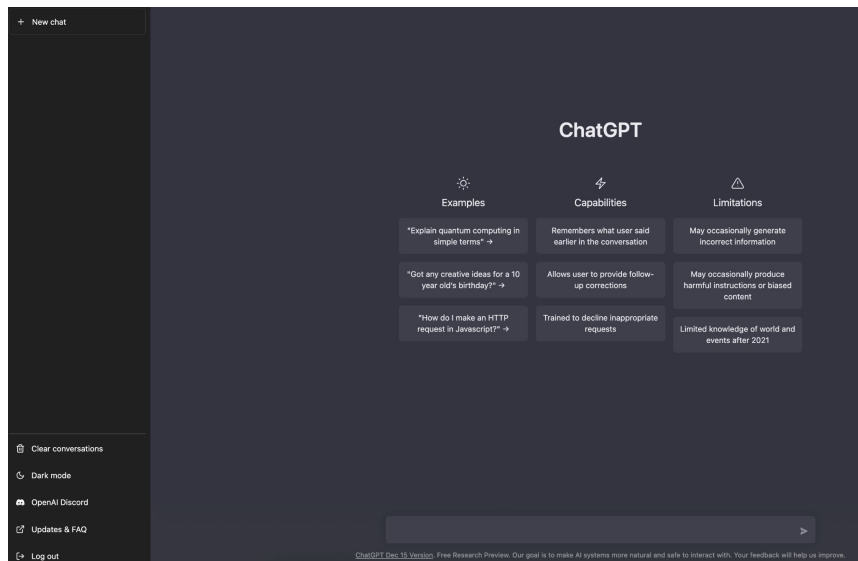 + New chat
ChatGPT
Examples
"Explain quantum computing in
simple terms" →
"Got any creative ideas for a 10
year old's birthday?" →
"How do I make an HTTP
request in Javascript?" →
Capabilities
Remembers what user said
earlier in the conversation
Allows user to provide follow-
up corrections
Trained to decline inappropriate
requests
Limitations
May occasionally generate
incorrect information
May occasionally produce
harmful instructions or biased
content
Limited knowledge of world and
events after 2021
Clear conversations
Dark mode
OpenAI Discord
Updates & FAQ
Log out
ChatGPT Dec 15 Version. Free Research Preview. Our goal is to make AI systems more natural and safe to interact with. Your feedback will help us improve.